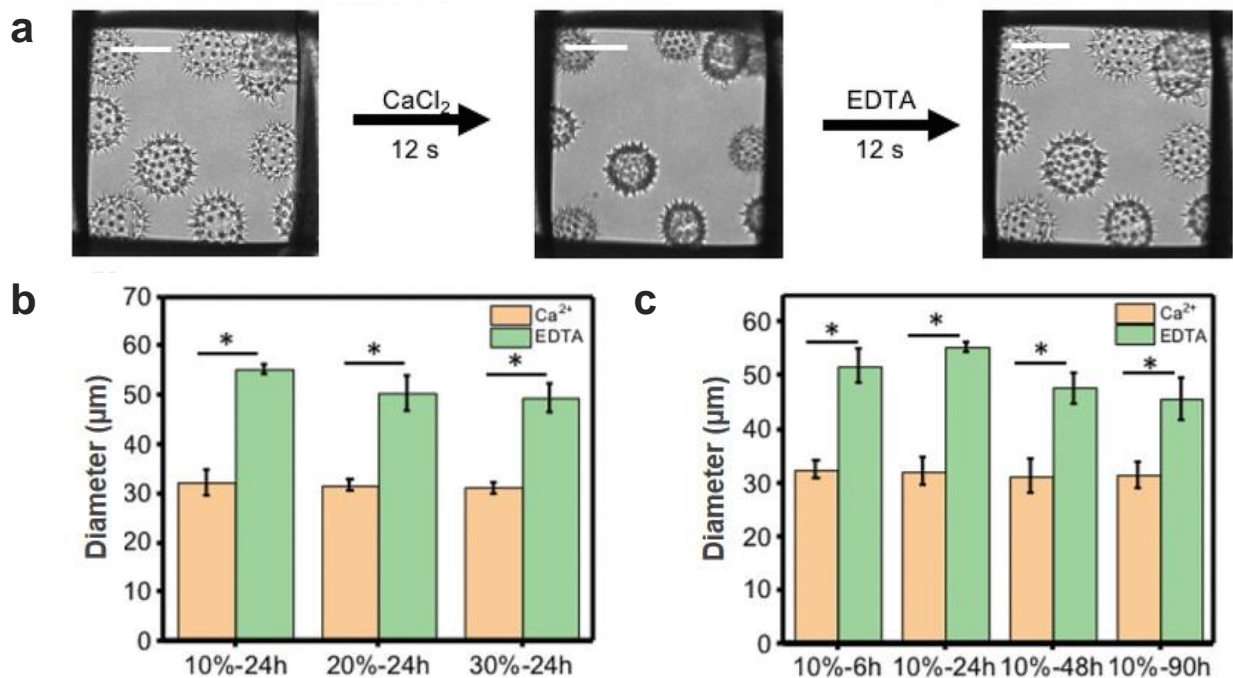 a
CaCl₂
12 s
EDTA
12 s
b
70
60
50
40
30
20
10
0
Diameter (μm)
Ca²⁺
EDTA
*
*
*
10%-24h
20%-24h
30%-24h
c
60
50
40
30
20
10
0
Diameter (μm)
Ca²⁺
EDTA
*
*
*
*
10%-6h
10%-24h
10%-48h
10%-90h